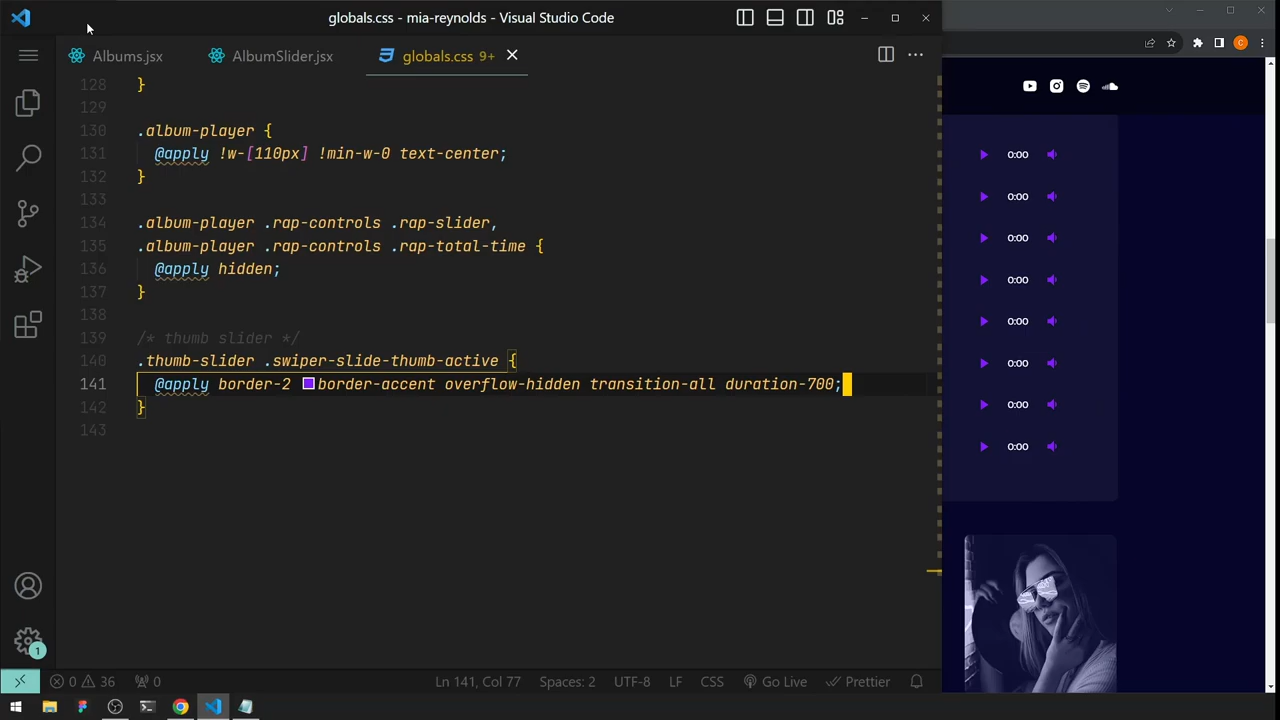 globals.css - mia-reynolds - Visual Studio Code
Albums.jsx
AlbumSlider.jsx
globals.css 9+
128 }
129
130 .album-player {
131 @apply !w-[110px] !min-w-0 text-center;
132 }
133
134 .album-player .rap-controls .rap-slider,
135 .album-player .rap-controls .rap-total-time {
136 @apply hidden;
137 }
138
139 /* thumb slider */
140 .thumb-slider .swiper-slide-thumb-active {
141 @apply border-2 border-accent overflow-hidden transition-all duration-700;
142 }
143
0:00
0:00
0:00
0:00
0:00
0:00
0:00
0:00
1
0 36 0
Ln 141, Col 77
Spaces: 2
UTF-8
LF
CSS
Go Live
Prettier
C